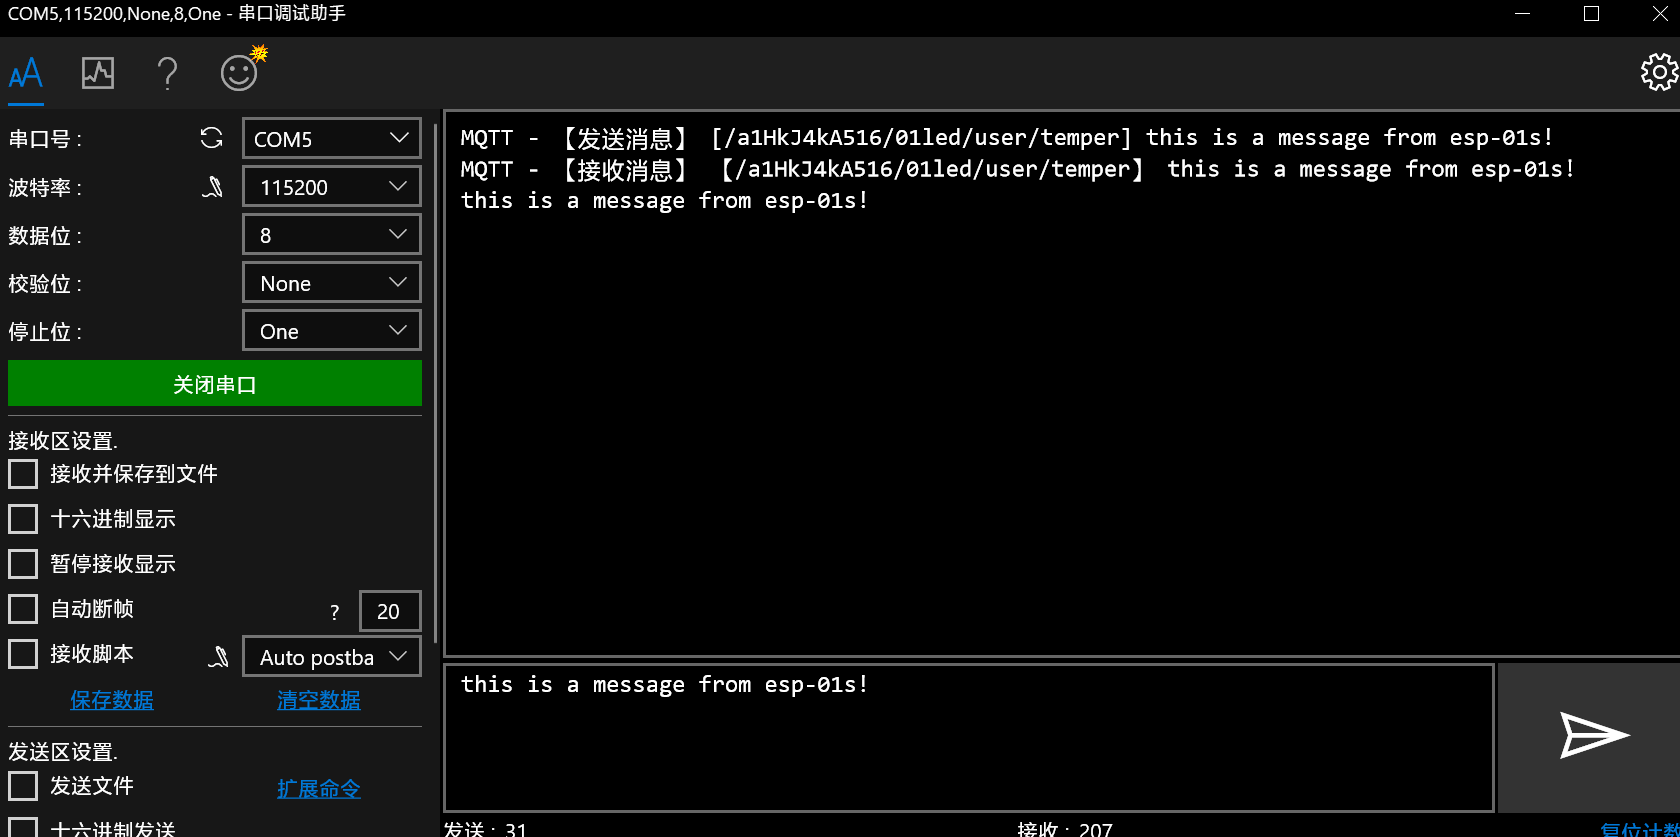 COM5,115200,None,8,One - 串口调试助手
串口号 :
COM5
波特率 :
115200
数据位 :
8
校验位 :
None
停止位 :
One
关闭串口
接收区设置.
接收并保存到文件
十六进制显示
暂停接收显示
自动断帧 ? 20
接收脚本 Auto postba
保存数据 清空数据
发送区设置.
发送文件 扩展命令
十六进制发送
MQTT - 【发送消息】 [/a1HkJ4kA516/01led/user/temper] this is a message from esp-01s!
MQTT - 【接收消息】 【/a1HkJ4kA516/01led/user/temper】 this is a message from esp-01s!
this is a message from esp-01s!
this is a message from esp-01s!
发送 : 31 接收 : 207 复位计数